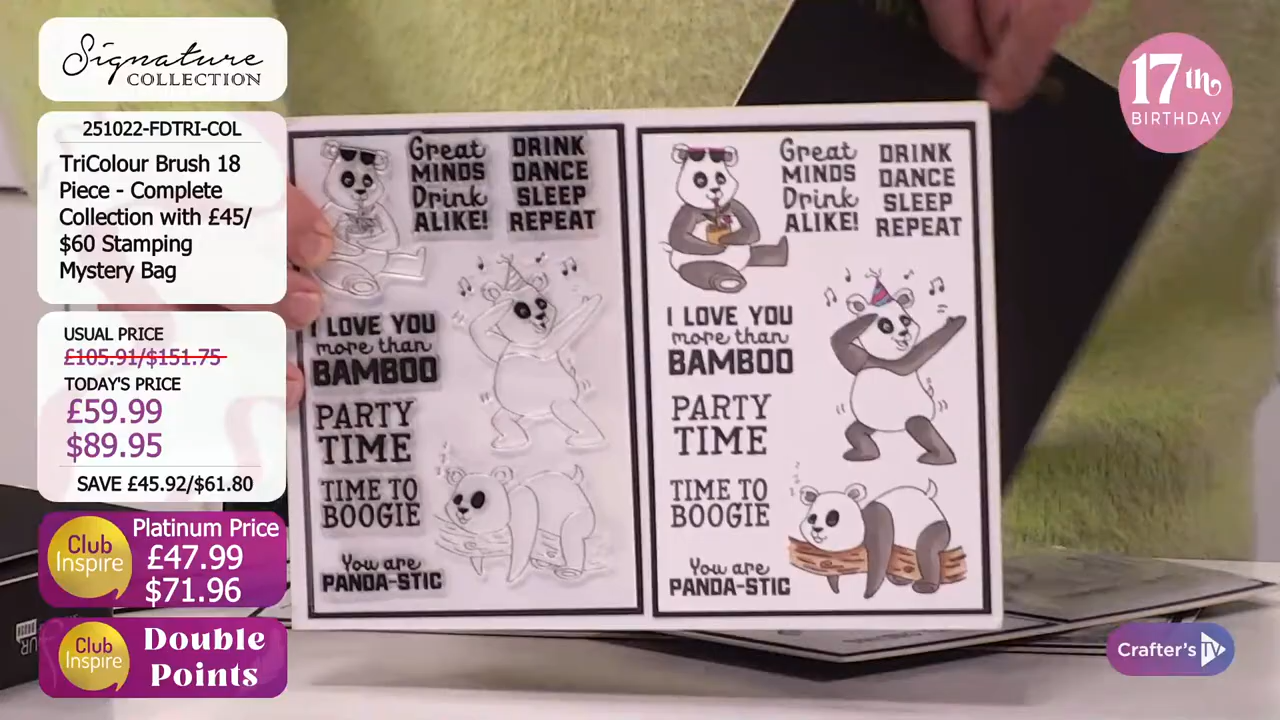 Signature
COLLECTION
251022-FDTRI-COL
TriColour Brush 18
Piece - Complete
Collection with £45/
$60 Stamping
Mystery Bag
USUAL PRICE
£105.91/$151.75
TODAY'S PRICE
£59.99
$89.95
SAVE £45.92/$61.80
Club
Inspire
Platinum Price
£47.99
$71.96
Club
Inspire
Double
Points
17th
BIRTHDAY
Great
MINDS
Drink
ALIKE!
DRINK
DANCE
SLEEP
REPEAT
I LOVE YOU
more than
BAMBOO
PARTY
TIME
TIME TO
BOOGIE
You are
PANDA-STIC
Great
MINDS
Drink
ALIKE!
DRINK
DANCE
SLEEP
REPEAT
I LOVE YOU
more than
BAMBOO
PARTY
TIME
TIME TO
BOOGIE
You are
PANDA-STIC
Crafter's TV